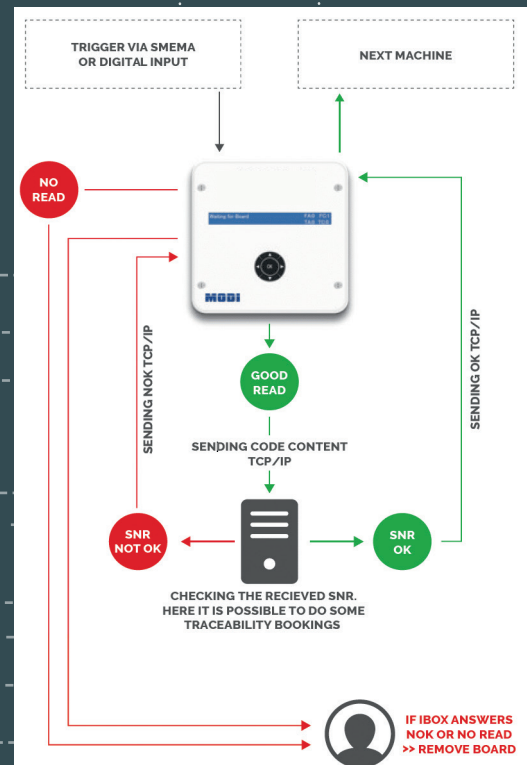 TRIGGER VIA SMEMA
OR DIGITAL INPUT
NEXT MACHINE
NO
READ
Waiting for Board
OK
MODI
GOOD
READ
SENDING NOK TCP/IP
SENDING OK TCP/IP
SENDING CODE CONTENT
TCP/IP
SNR
NOT OK
SNR
OK
CHECKING THE RECIEVED SNR.
HERE IT IS POSSIBLE TO DO SOME
TRACEABILITY BOOKINGS
IF IBOX ANSWERS
NOK OR NO READ
>> REMOVE BOARD